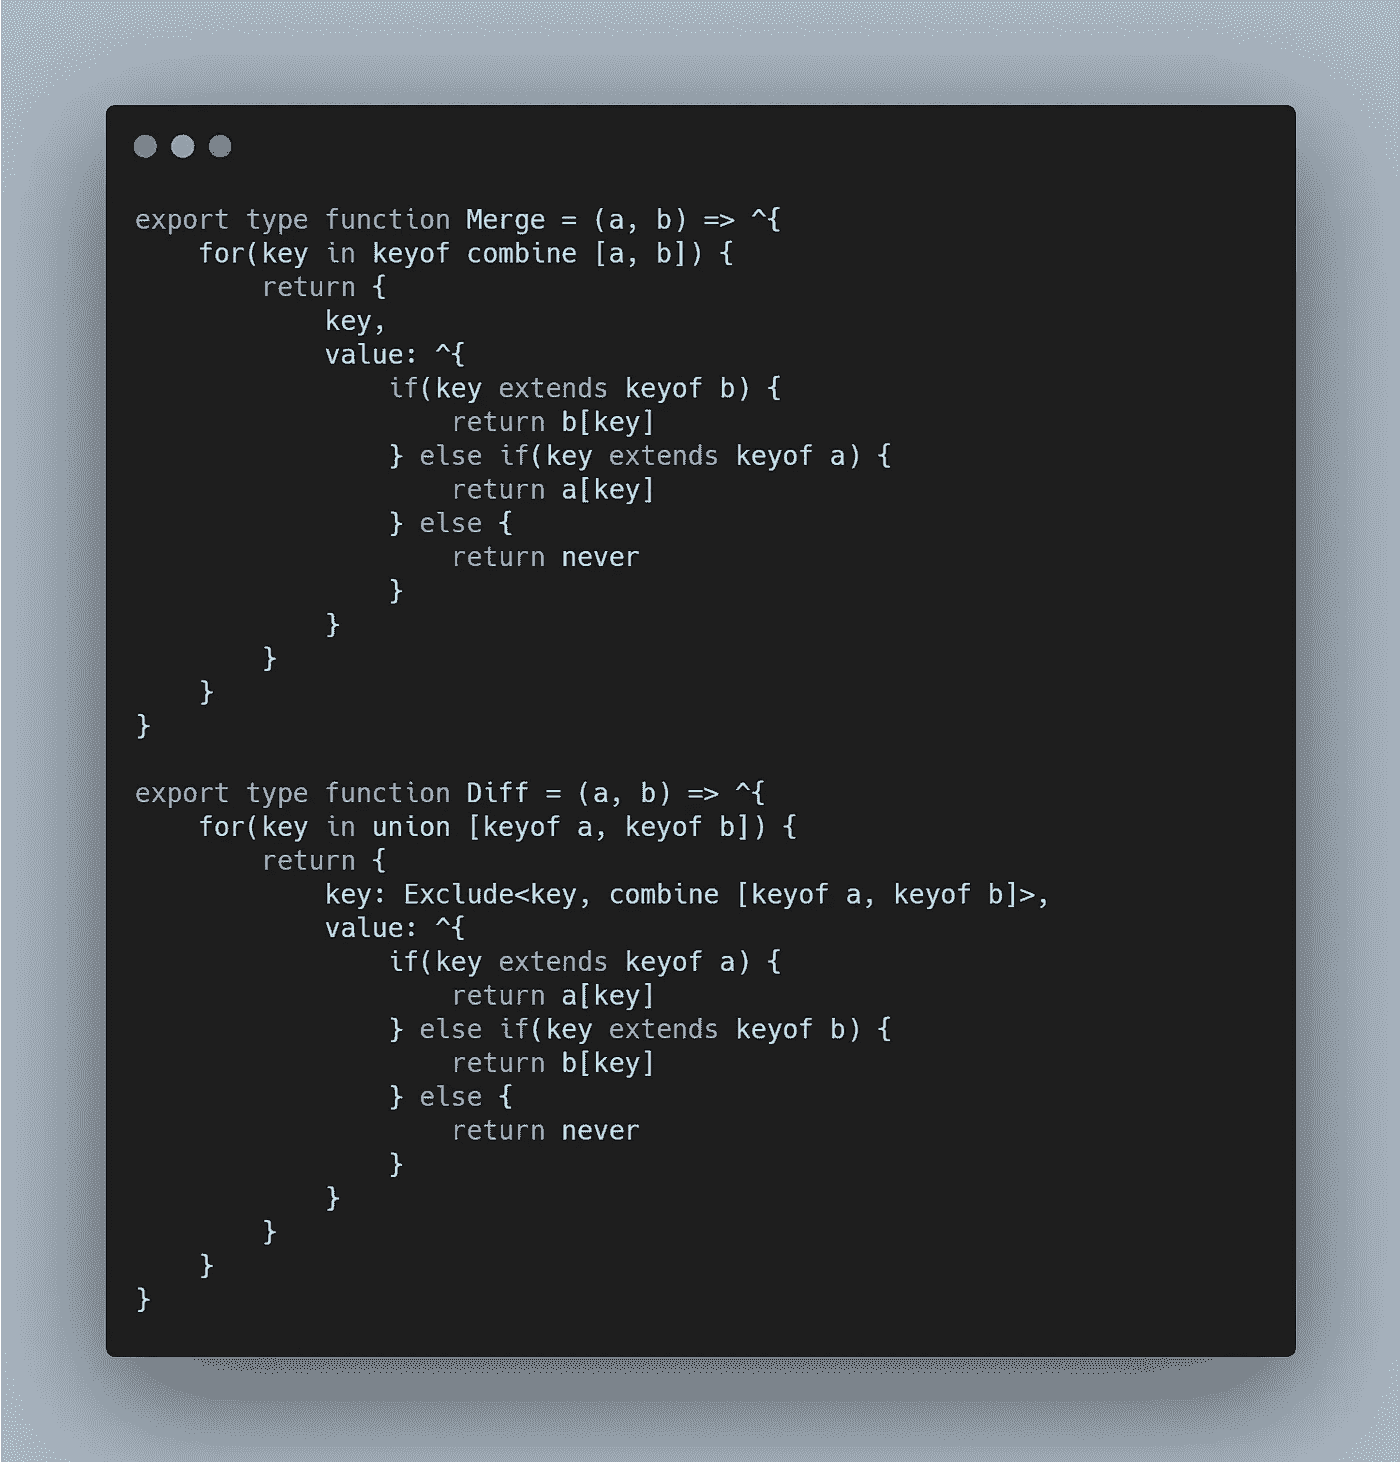 export type function Merge = (a, b) => ^{
    for(key in keyof combine [a, b]) {
        return {
            key,
            value: ^{
                if(key extends keyof b) {
                    return b[key]
                } else if(key extends keyof a) {
                    return a[key]
                } else {
                    return never
                }
            }
        }
    }
}

export type function Diff = (a, b) => ^{
    for(key in union [keyof a, keyof b]) {
        return {
            key: Exclude<key, combine [keyof a, keyof b]>,
            value: ^{
                if(key extends keyof a) {
                    return a[key]
                } else if(key extends keyof b) {
                    return b[key]
                } else {
                    return never
                }
            }
        }
    }
}